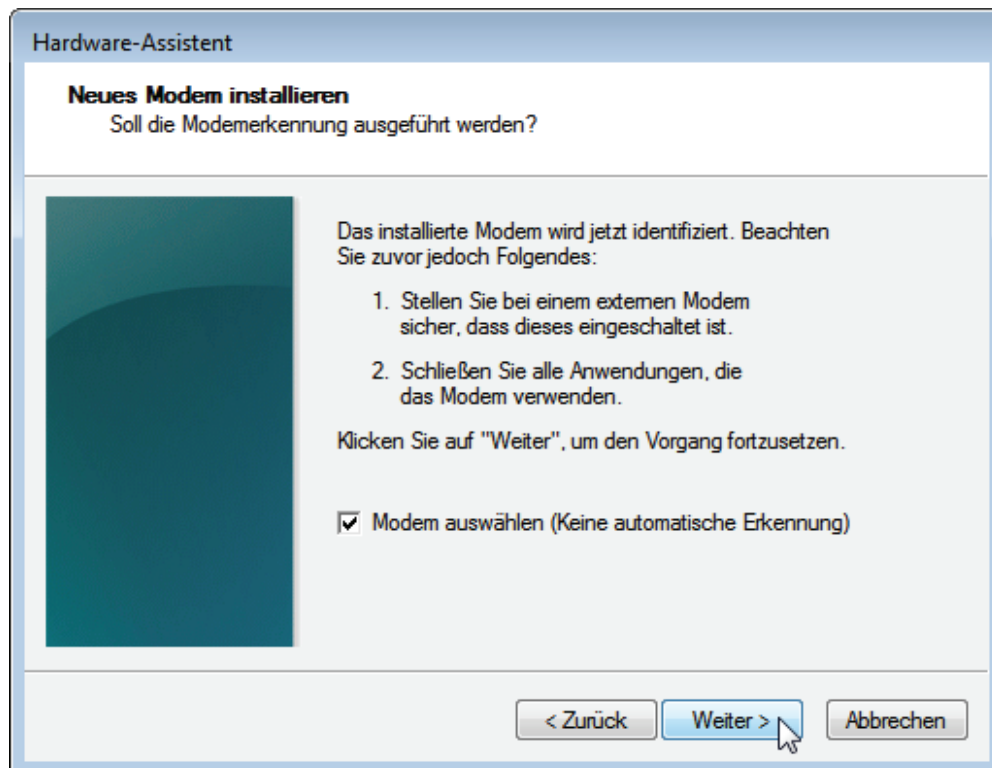 Hardware-Assistent
Neues Modem installieren
Soll die Modemerkennung ausgeführt werden?
Das installierte Modem wird jetzt identifiziert. Beachten
Sie zuvor jedoch Folgendes:
1. Stellen Sie bei einem externen Modem
sicher, dass dieses eingeschaltet ist.
2. Schließen Sie alle Anwendungen, die
das Modem verwenden.
Klicken Sie auf "Weiter", um den Vorgang fortzusetzen.
Modem auswählen (Keine automatische Erkennung)
< Zurück
Weiter >
Abbrechen